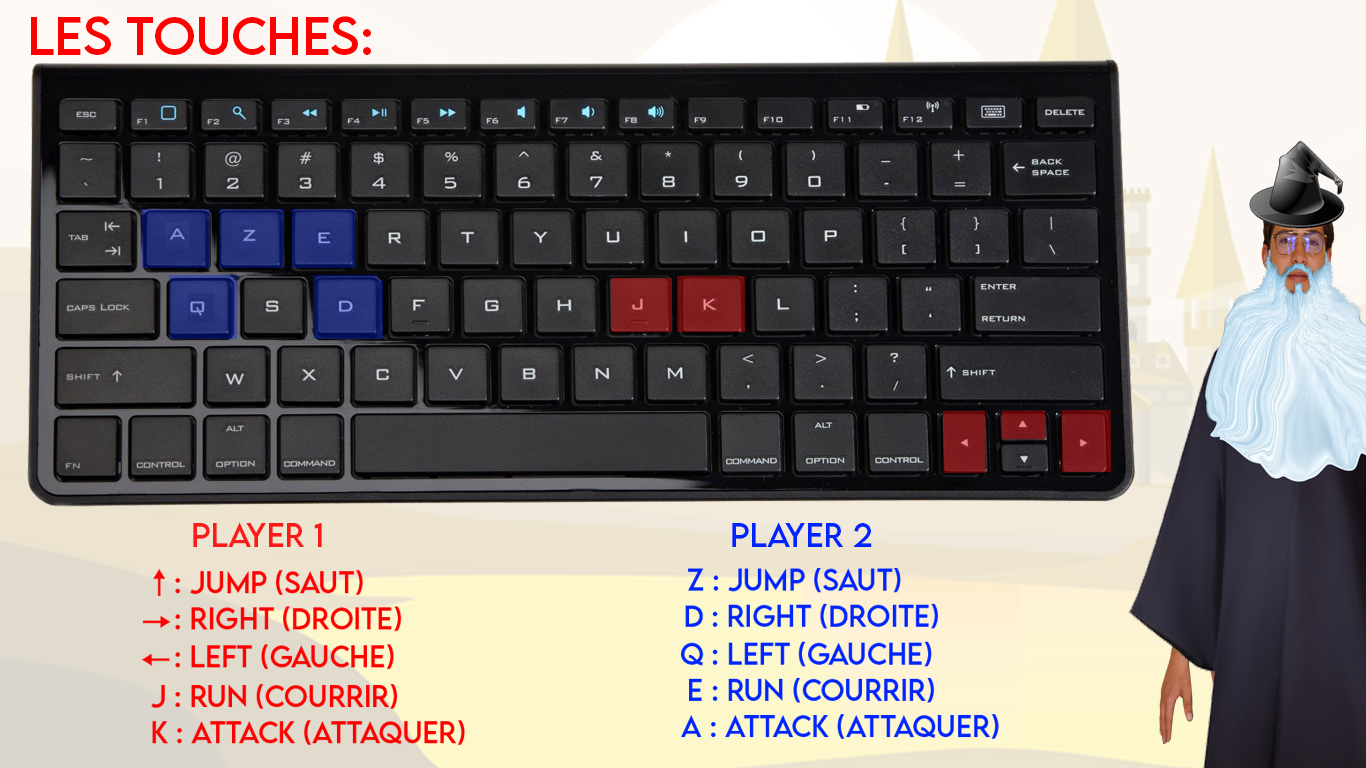 LES TOUCHES:
ESC F1 F2 F3 F4 F5 F6 F7 F8 F9 F10 F11 F12 DELETE
~ ! @ # $ % ^ & * ( ) _ + BACK
` 1 2 3 4 5 6 7 8 9 0 - = SPACE
TAB A Z E R T Y U I O P { } |
[ ] \
CAPS LOCK Q S D F G H J K L : “ ENTER
; ‘ RETURN
SHIFT W X C V B N M < > ? SHIFT
, . /
ALT ALT
FN CONTROL OPTION COMMAND COMMAND OPTION CONTROL
PLAYER 1
↑ : JUMP (SAUT)
→ : RIGHT (DROITE)
← : LEFT (GAUCHE)
J : RUN (COURRIR)
K : ATTACK (ATTAQUER)
PLAYER 2
Z : JUMP (SAUT)
D : RIGHT (DROITE)
Q : LEFT (GAUCHE)
E : RUN (COURRIR)
A : ATTACK (ATTAQUER)